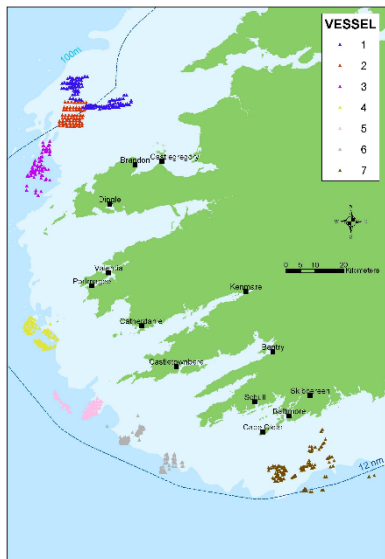 VESSEL
1
2
3
4
5
6
7
100m
Brandon
Castlegregory
Dingle
0 5 10 20
Kilometers
Valentia
Portmagee
Kenmare
Catherdaniel
Castletownbere
Bantry
Skibbereen
Schull
Baltimore
Cape Clear
12 nm